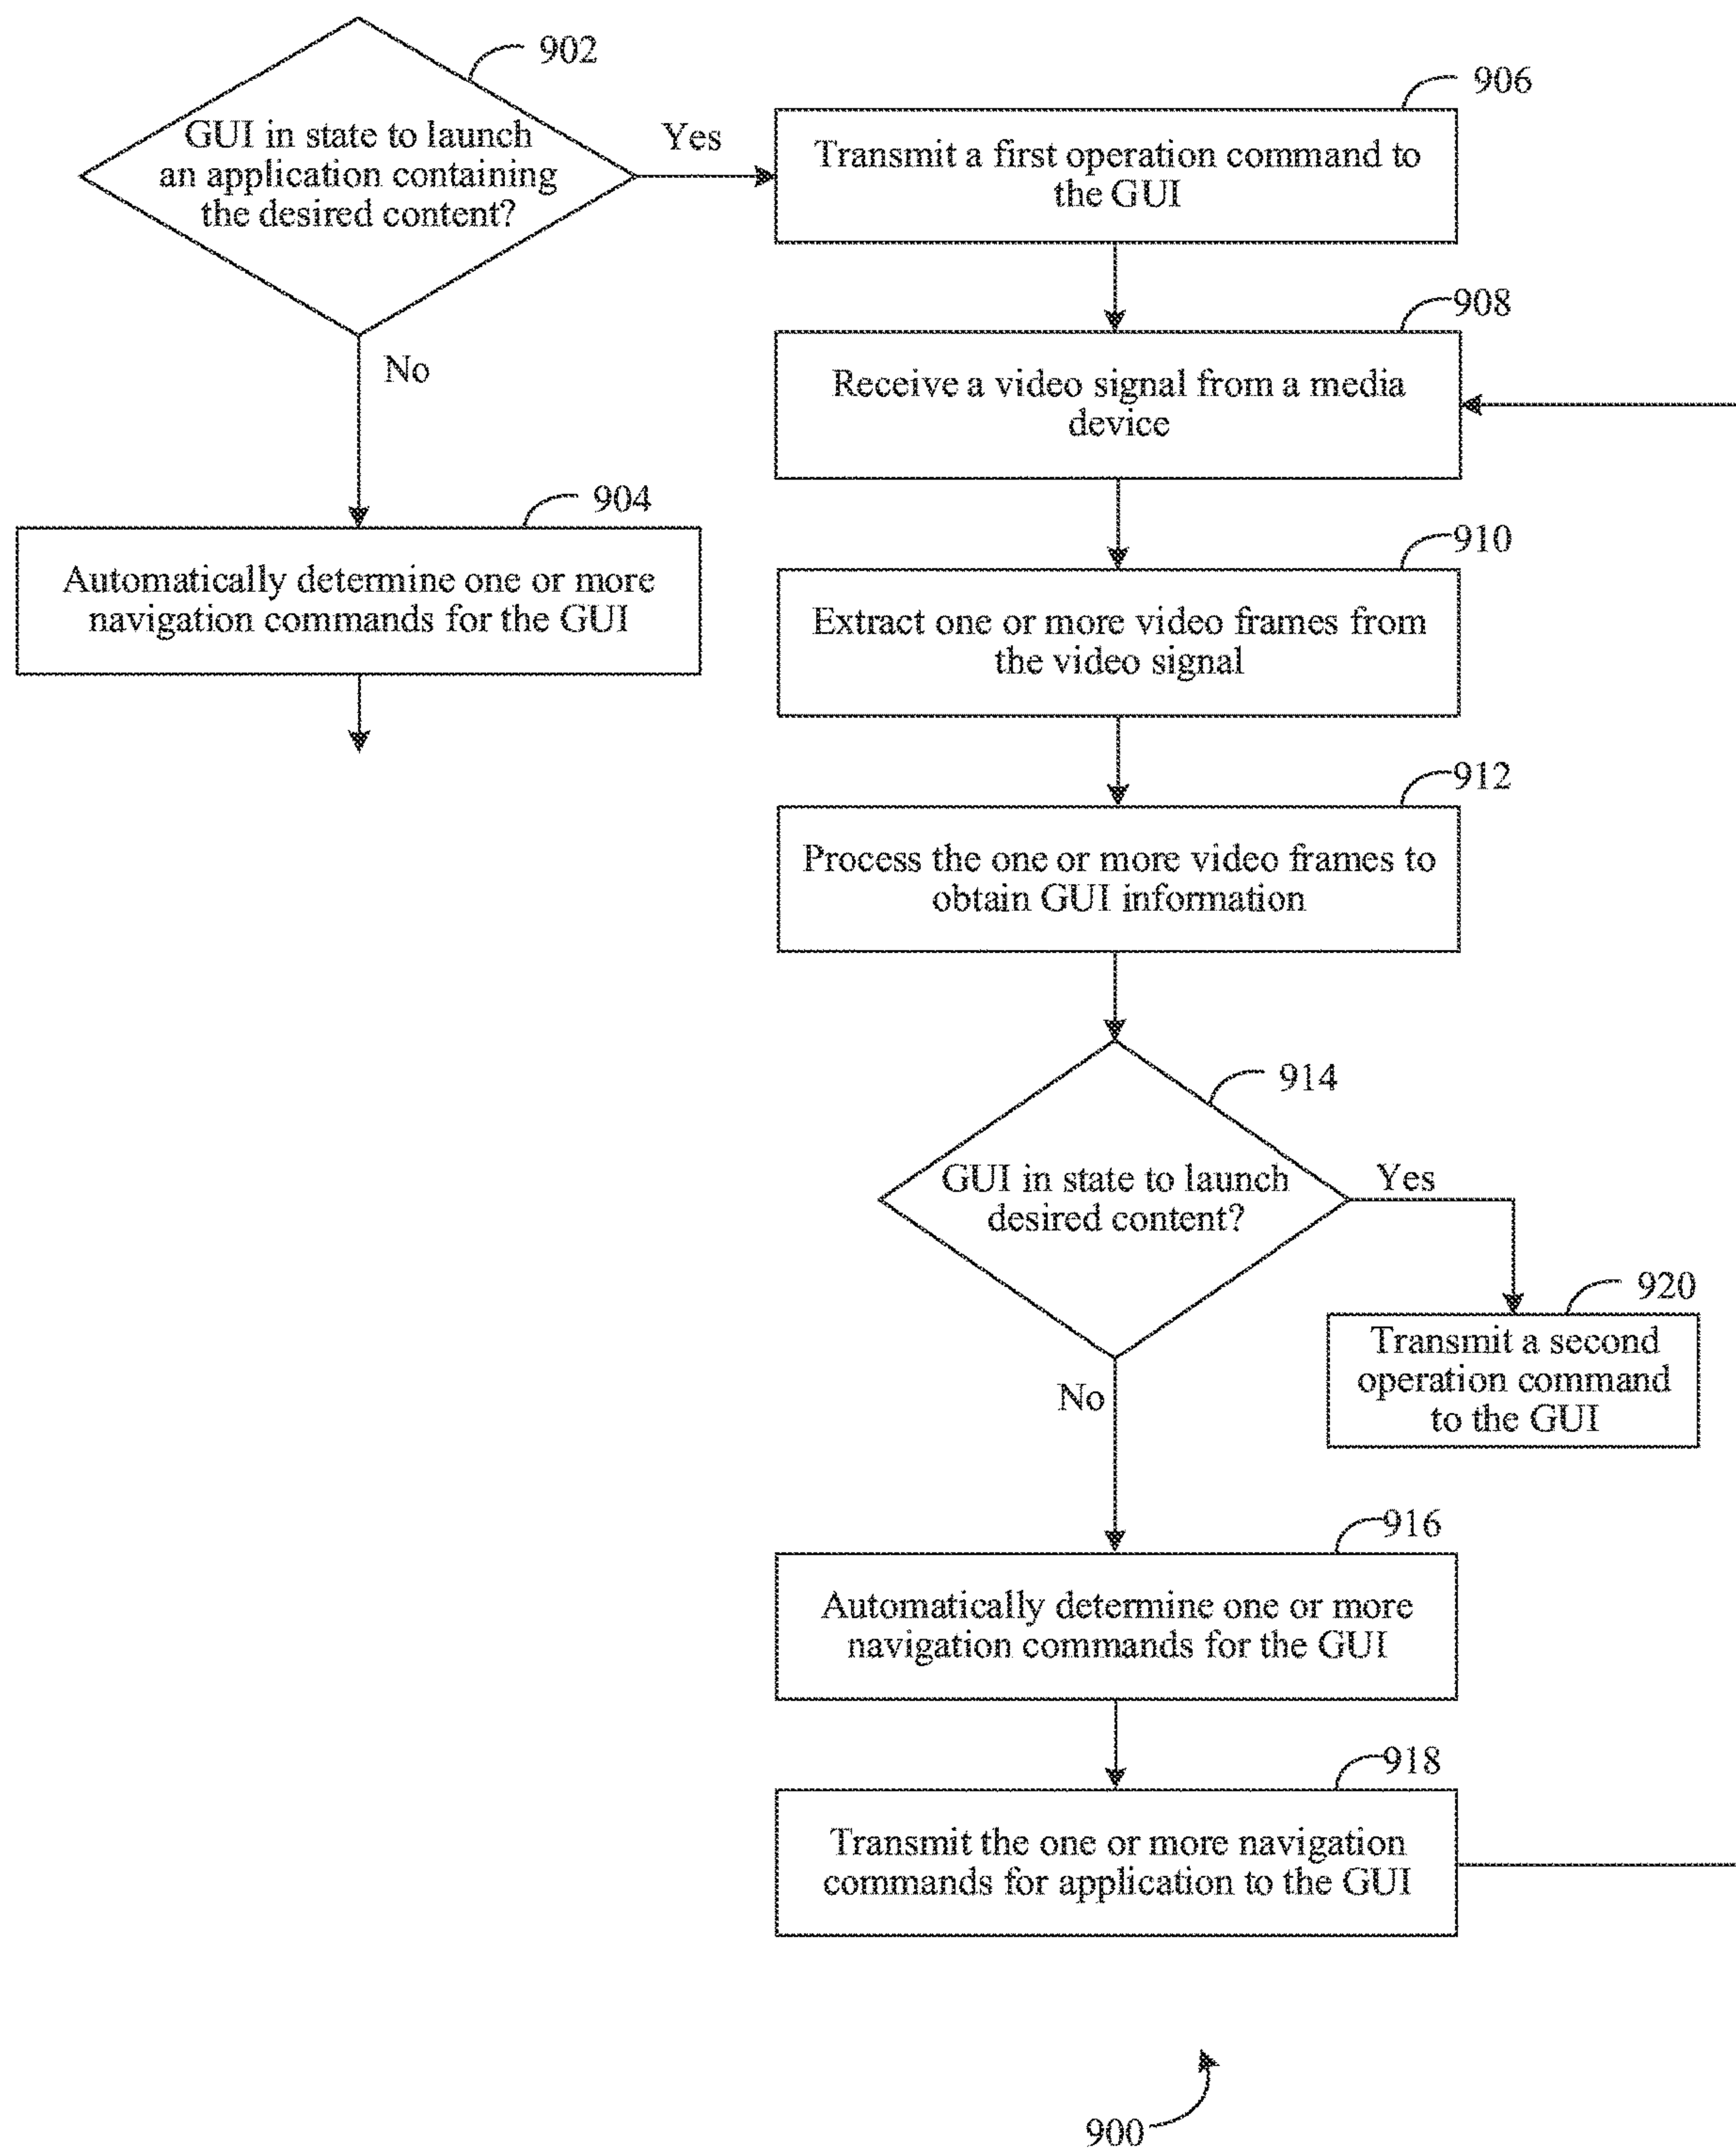 902
GUI in state to launch
an application containing
the desired content?
Yes
No
904
Automatically determine one or more
navigation commands for the GUI
906
Transmit a first operation command to
the GUI
908
Receive a video signal from a media
device
910
Extract one or more video frames from
the video signal
912
Process the one or more video frames to
obtain GUI information
914
GUI in state to launch
desired content?
Yes
920
Transmit a second
operation command
to the GUI
No
916
Automatically determine one or more
navigation commands for the GUI
918
Transmit the one or more navigation
commands for application to the GUI
900